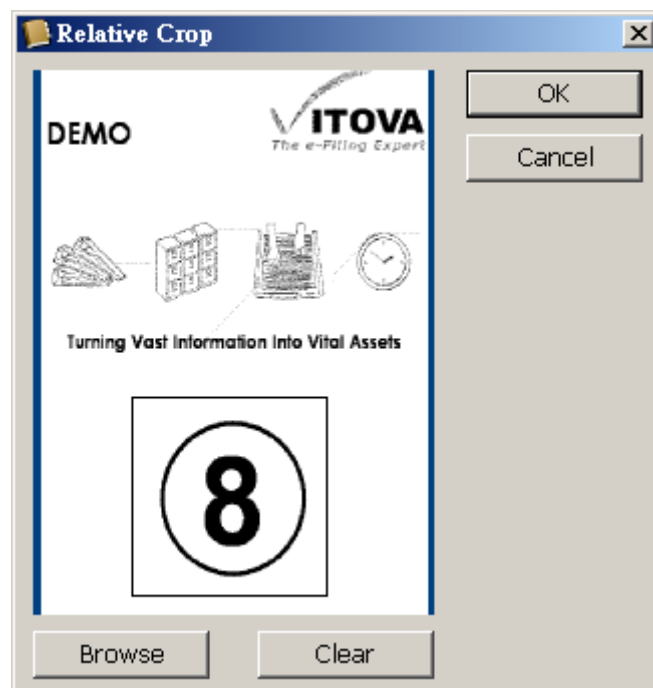 Relative Crop
OK
Cancel
DEMO
VITOVA
The e-Filing Expert
Turning Vast Information Into Vital Assets
8
Browse
Clear